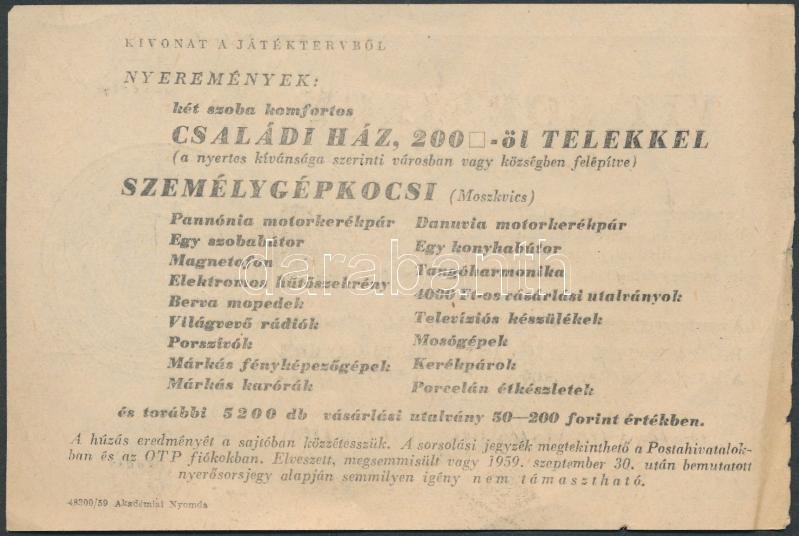 KIVONAT A JÁTÉKTERVBŐL
NYEREMÉNYEK:
két szoba komfortos
CSALÁDI HÁZ, 200 □-öl TELEKKEL
(a nyertes kívánsága szerinti városban vagy községben felépítve)
SZEMÉLYGÉPKOCSI (Moszkvics)
Pannónia motorkerékpár
Egy szobabútor
Magnetofon
Elektromos hűtőszekrény
Berva mopedek
Világvevő rádiók
Porszívók
Márkás fényképezőgépek
Márkás karórák
Danuvia motorkerékpár
Egy konyhabútor
Tangóharmonika
4000 Ft-os vásárlási utalványok
Televíziós készülékek
Mosógépek
Kerékpárok
Porcelán étkészletek
és további 5200 db vásárlási utalvány 50—200 forint értékben.
A húzás eredményét a sajtóban közzétesszük. A sorsolási jegyzék megtekinthető a Postahivatalok-
ban és az OTP fiókokban. Elveszett, megsemmisült vagy 1959. szeptember 30. után bemutatott
nyerősorsjegy alapján semmilyen igény nem támasztható.
48300/59 Akadémiai Nyomda
darabanth